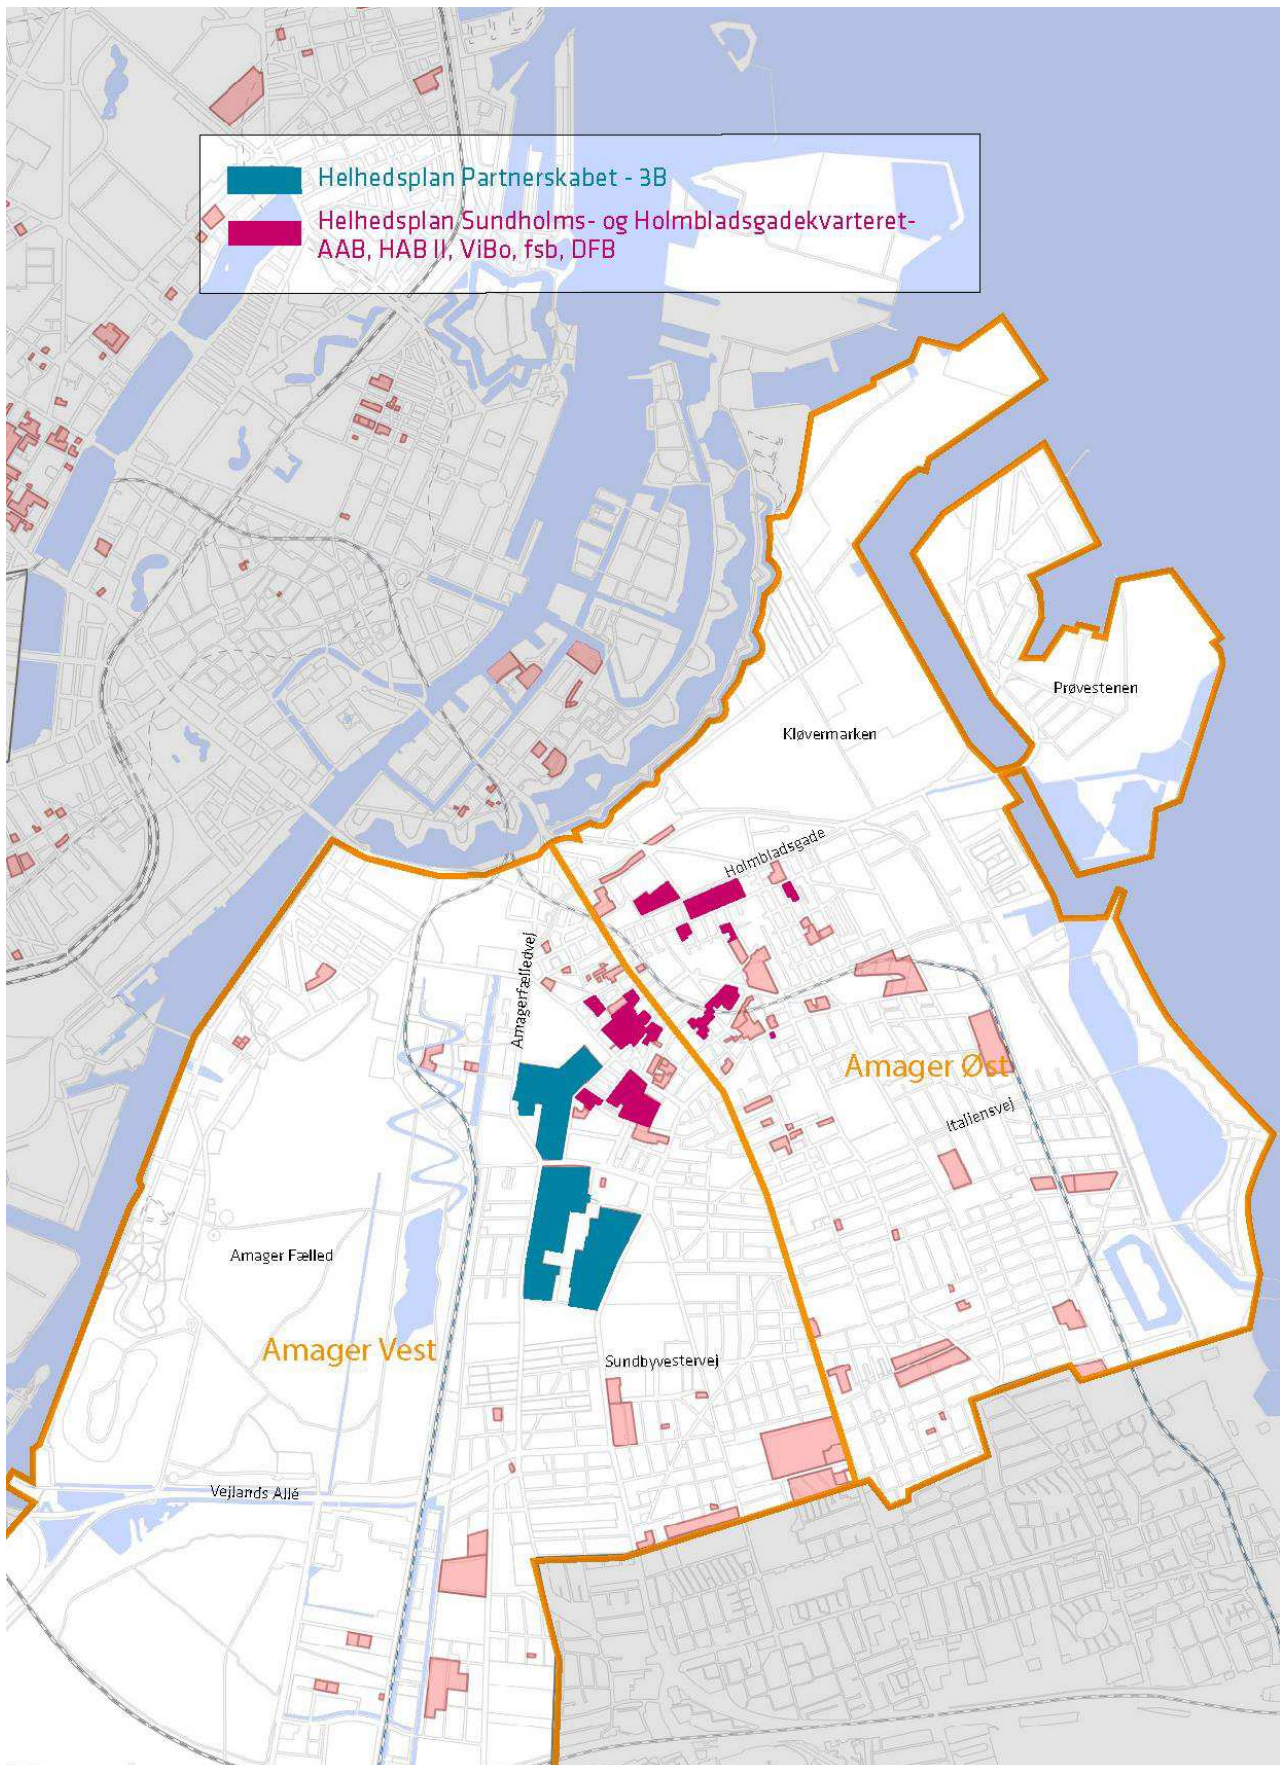 Helhedsplan Partnerskabet - 3B
Helhedsplan Sundholms- og Holmbladsgadekvarteret-
AAB, HAB II, ViBo, fsb, DFB
Prøvestenen
Kløvermarken
Holmbladsgade
Amagerfælledvej
Amager Øst
Italiensvej
Amager Fælled
Amager Vest
Sundbyvestervej
Vejlands Allé